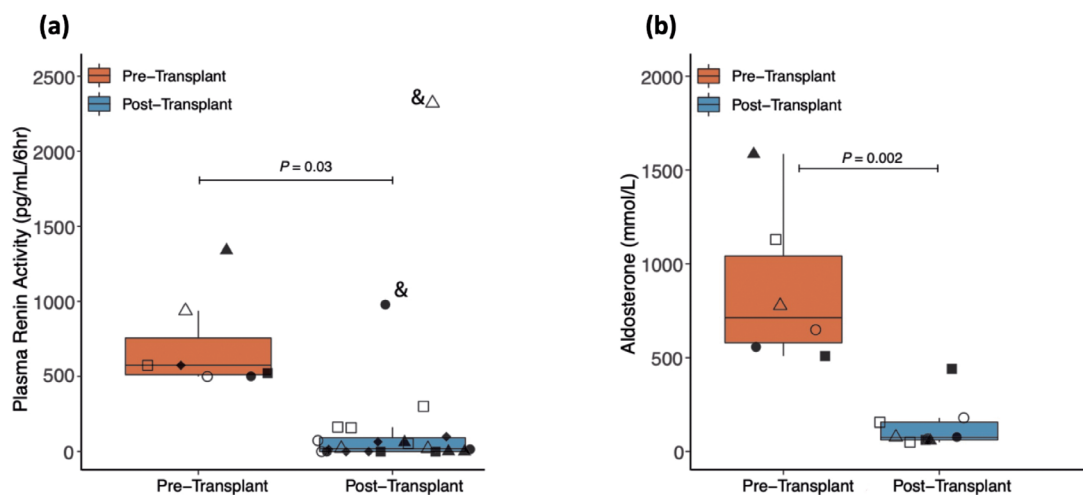 (a)
Pre-Transplant
Post-Transplant
Plasma Renin Activity (pg/mL/6hr)
2500
2000
1500
1000
500
0
P = 0.03
&
&
Pre-Transplant Post-Transplant
(b)
Pre-Transplant
Post-Transplant
Aldosterone (mmol/L)
2000
1500
1000
500
0
P = 0.002
Pre-Transplant Post-Transplant